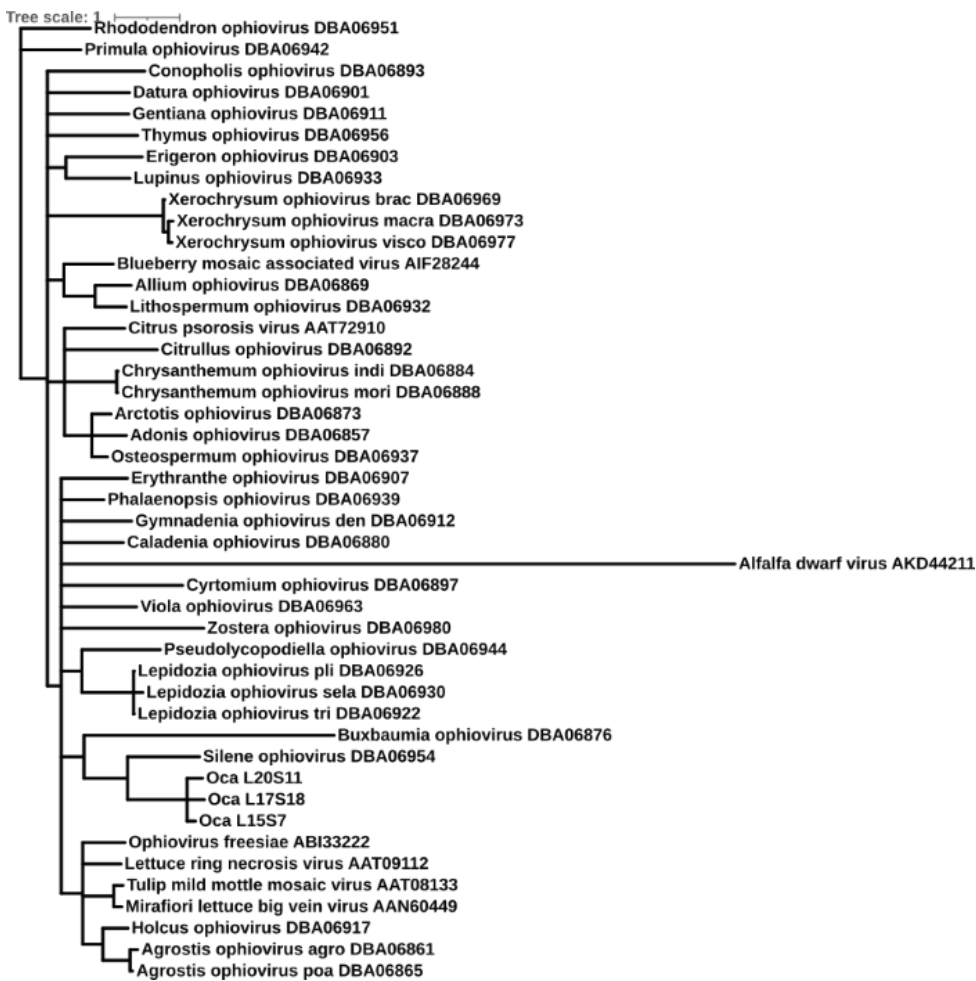 Tree scale: 1
Rhododendron ophiovirus DBA06951
Primula ophiovirus DBA06942
Conopholis ophiovirus DBA06893
Datura ophiovirus DBA06901
Gentiana ophiovirus DBA06911
Thymus ophiovirus DBA06956
Erigeron ophiovirus DBA06903
Lupinus ophiovirus DBA06933
Xerochrysum ophiovirus brac DBA06969
Xerochrysum ophiovirus macra DBA06973
Xerochrysum ophiovirus visco DBA06977
Blueberry mosaic associated virus AIF28244
Allium ophiovirus DBA06869
Lithospermum ophiovirus DBA06932
Citrus psorosis virus AAT72910
Citrullus ophiovirus DBA06892
Chrysanthemum ophiovirus indi DBA06884
Chrysanthemum ophiovirus mori DBA06888
Arctotis ophiovirus DBA06873
Adonis ophiovirus DBA06857
Osteospermum ophiovirus DBA06937
Erythranthe ophiovirus DBA06907
Phalaenopsis ophiovirus DBA06939
Gymnadenia ophiovirus den DBA06912
Caladenia ophiovirus DBA06880
Alfalfa dwarf virus AKD44211
Cyrtomium ophiovirus DBA06897
Viola ophiovirus DBA06963
Zostera ophiovirus DBA06980
Pseudolycopodiella ophiovirus DBA06944
Lepidozia ophiovirus pli DBA06926
Lepidozia ophiovirus sela DBA06930
Lepidozia ophiovirus tri DBA06922
Buxbaumia ophiovirus DBA06876
Silene ophiovirus DBA06954
Oca L20S11
Oca L17S18
Oca L15S7
Ophiovirus freesiae ABI33222
Lettuce ring necrosis virus AAT09112
Tulip mild mottle mosaic virus AAT08133
Mirafiori lettuce big vein virus AAN60449
Holcus ophiovirus DBA06917
Agrostis ophiovirus agro DBA06861
Agrostis ophiovirus poa DBA06865